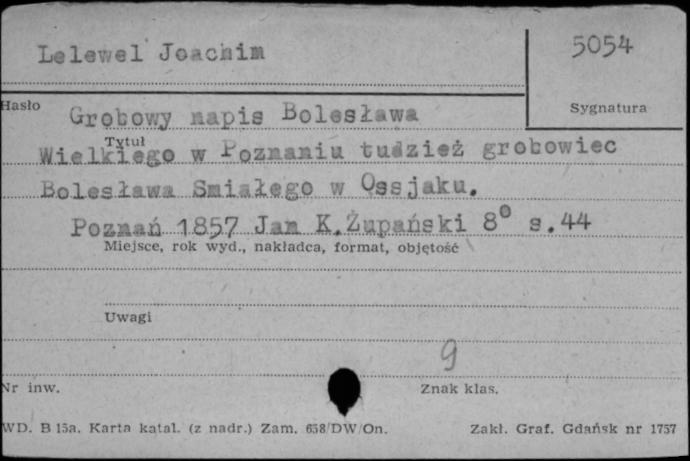 Lelewel Joachim
5054
Hasło
Sygnatura
Grobowy napis Bolesława
Tytuł
Wielkiego w Poznaniu tudzież grobowiec
Bolesława Smiałego w Ossjaku.
Poznań 1857 Jan K.Żupański 8° s.44
Miejsce, rok wyd., nakładca, format, objętość
Uwagi
9
Nr inw.
Znak klas.
WD. B 15a. Karta katal. (z nadr.) Zam. 658/DW/On.
Zakł. Graf. Gdańsk nr 1757